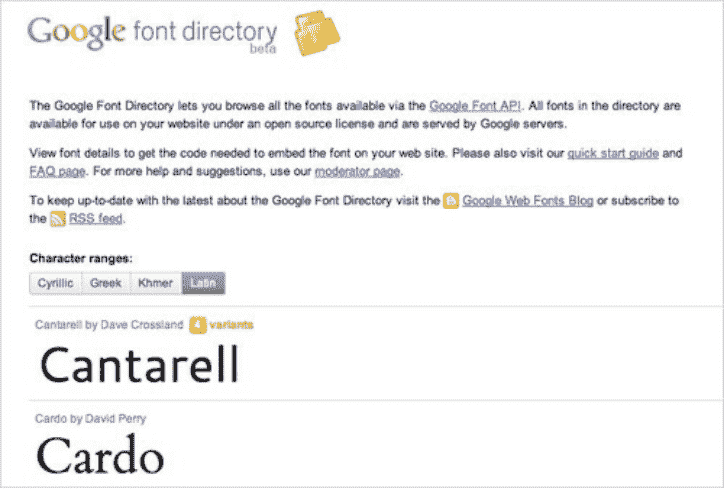 Google font directory
beta
The Google Font Directory lets you browse all the fonts available via the Google Font API. All fonts in the directory are
available for use on your website under an open source license and are served by Google servers.
View font details to get the code needed to embed the font on your web site. Please also visit our quick start guide and
FAQ page. For more help and suggestions, use our moderator page.
To keep up-to-date with the latest about the Google Font Directory visit the Google Web Fonts Blog or subscribe to
the RSS feed.
Character ranges:
Cyrillic Greek Khmer Latin
Cantarell by Dave Crossland 4 variants
Cantarell
Cardo by David Perry
Cardo